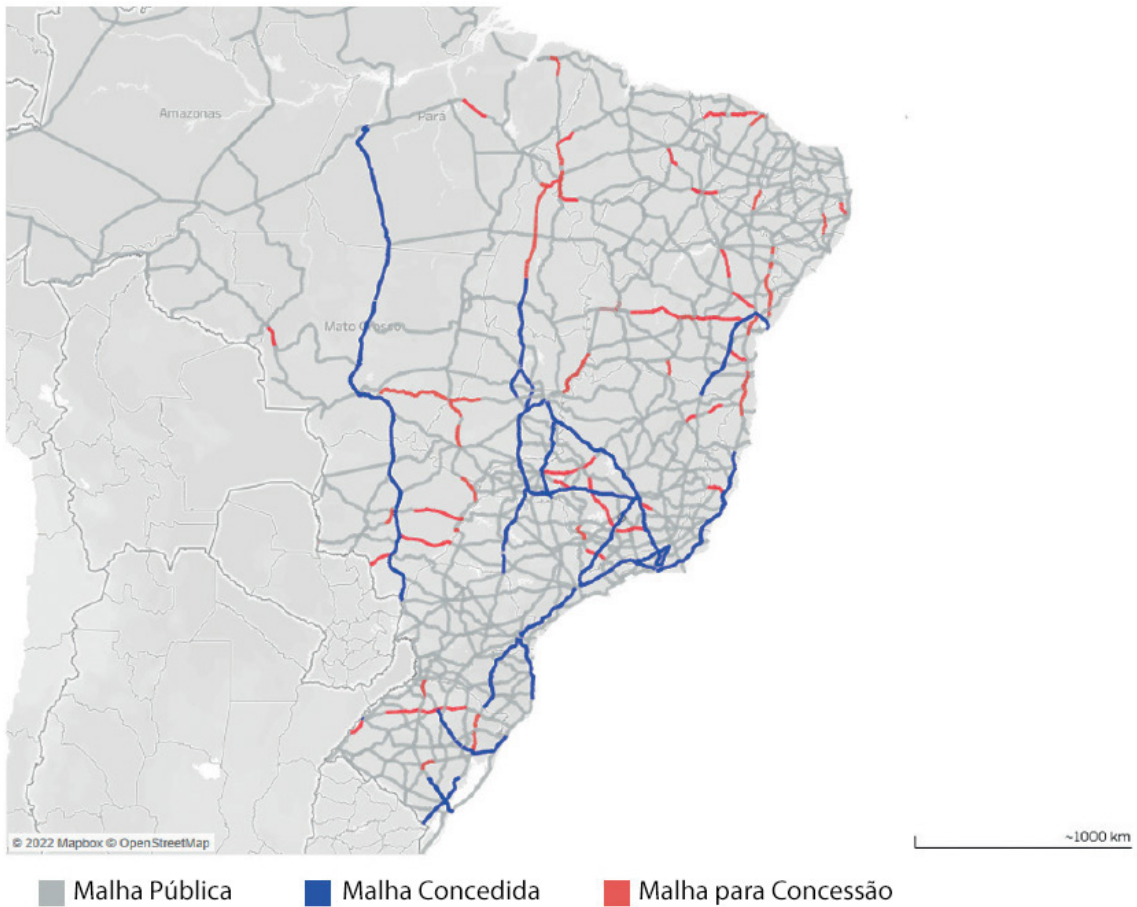 Amazonas
Pará
Mato Grosso
© 2022 Mapbox © OpenStreetMap
~1000 km
Malha Pública
Malha Concedida
Malha para Concessão